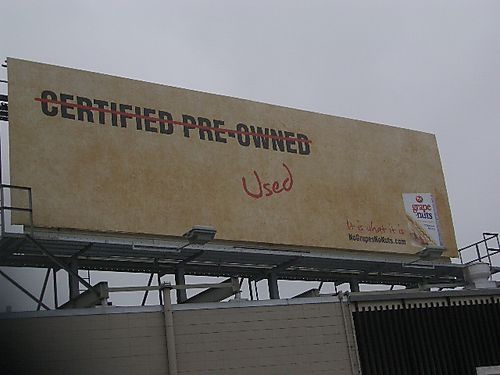 CERTIFIED PRE-OWNED
Used
grape
nuts
It is what it is
NoGrapesNoNuts.com